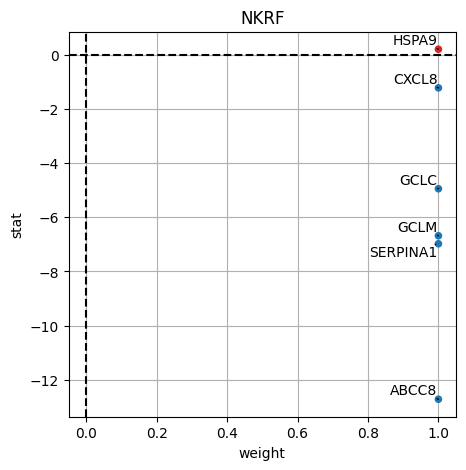 NKRF
HSPA9
0
CXCL8
−2
−4
GCLC
−6
GCLM
SERPINA1
−8
−10
−12
ABCC8
stat
0.0 0.2 0.4 0.6 0.8 1.0
weight